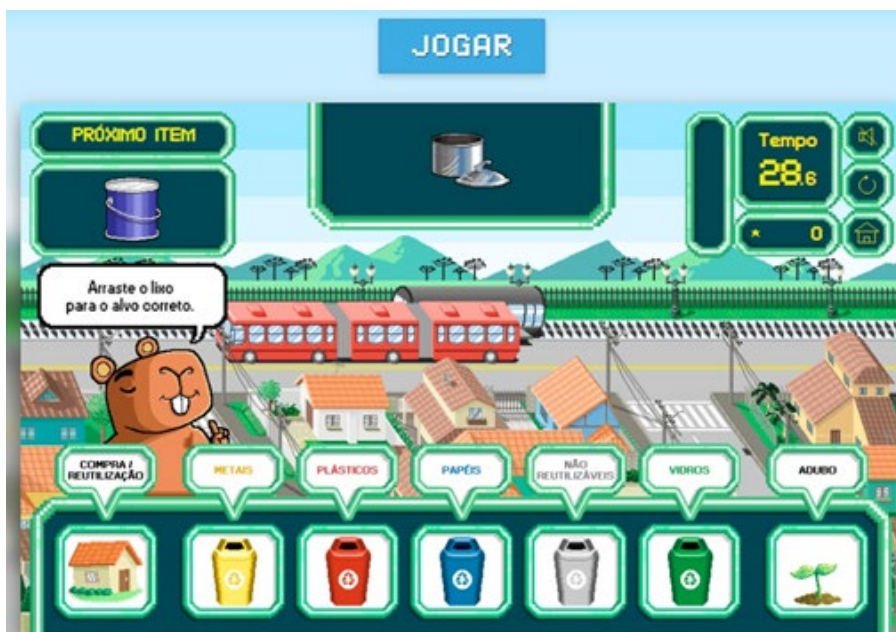 JOGAR
PRÓXIMO ITEM
Tempo
28.6
* 0
Arraste o lixo
para o alvo correto.
COMPRA /
REUTILIZAÇÃO
METAIS
PLÁSTICOS
PAPÉIS
NÃO
REUTILIZÁVEIS
VIDROS
ADUBO